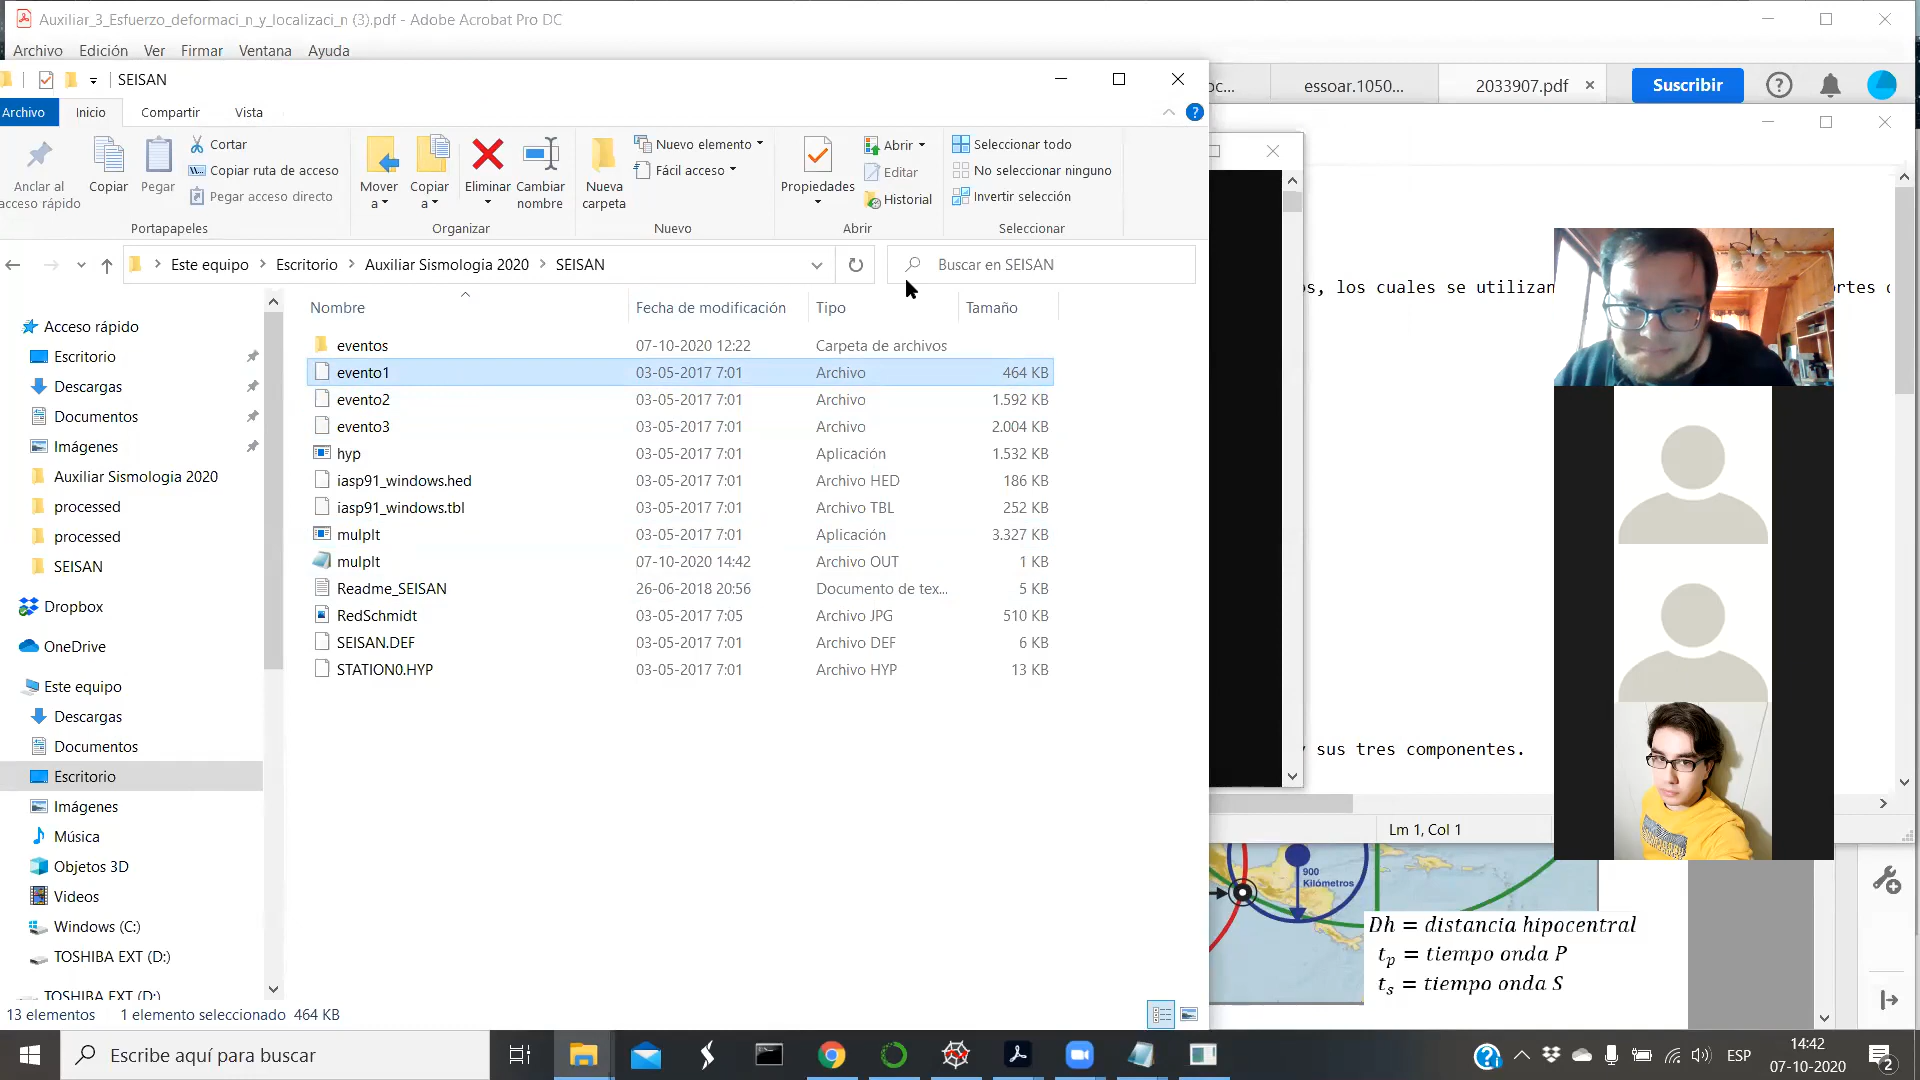 Auxiliar_3_Esfuerzo_deformaci_n_y_localizaci_n (3).pdf - Adobe Acrobat Pro DC
Archivo Edición Ver Firmar Ventana Ayuda
SEISAN
essoar.1050...
2033907.pdf
Suscribir
Archivo Inicio Compartir Vista
Anclar al acceso rápido
Copiar
Pegar
Cortar
Copiar ruta de acceso
Pegar acceso directo
Portapapeles
Mover a
Copiar a
Eliminar
Cambiar nombre
Organizar
Nueva carpeta
Nuevo elemento
Fácil acceso
Nuevo
Propiedades
Abrir
Editar
Historial
Abrir
Seleccionar todo
No seleccionar ninguno
Invertir selección
Seleccionar
Este equipo > Escritorio > Auxiliar Sismologia 2020 > SEISAN
Buscar en SEISAN
Nombre Fecha de modificación Tipo Tamaño
eventos 07-10-2020 12:22 Carpeta de archivos
evento1 03-05-2017 7:01 Archivo 464 KB
evento2 03-05-2017 7:01 Archivo 1.592 KB
evento3 03-05-2017 7:01 Archivo 2.004 KB
hyp 03-05-2017 7:01 Aplicación 1.532 KB
iasp91_windows.hed 03-05-2017 7:01 Archivo HED 186 KB
iasp91_windows.tbl 03-05-2017 7:01 Archivo TBL 252 KB
mulplt 03-05-2017 7:01 Aplicación 3.327 KB
mulplt 07-10-2020 14:42 Archivo OUT 1 KB
Readme_SEISAN 26-06-2018 20:56 Documento de tex... 5 KB
RedSchmidt 03-05-2017 7:05 Archivo JPG 510 KB
SEISAN.DEF 03-05-2017 7:01 Archivo DEF 6 KB
STATION0.HYP 03-05-2017 7:01 Archivo HYP 13 KB
Acceso rápido
Escritorio
Descargas
Documentos
Imágenes
Auxiliar Sismologia 2020
processed
processed
SEISAN
Dropbox
OneDrive
Este equipo
Descargas
Documentos
Escritorio
Imágenes
Música
Objetos 3D
Videos
Windows (C:)
TOSHIBA EXT (D:)
TOSHIBA EXT (D:)
13 elementos 1 elemento seleccionado 464 KB
, los cuales se utilizan
sus tres componentes.
Lm 1, Col 1
900
Kilómetros
Dh = distancia hipocentral
tp = tiempo onda P
ts = tiempo onda S
Escribe aquí para buscar
ESP
14:42
07-10-2020
2